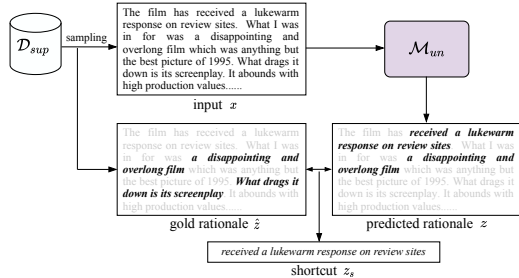 D_sup
sampling
The film has received a lukewarm
response on review sites. What I was
in for was a disappointing and
overlong film which was anything but
the best picture of 1995. What drags it
down is its screenplay. It abounds with
high production values......
input x
M_un
The film has received a lukewarm
response on review sites. What I was
in for was a disappointing and
overlong film which was anything but
the best picture of 1995. What drags it
down is its screenplay. It abounds with
high production values......
gold rationale ẑ
The film has received a lukewarm
response on review sites. What I was
in for was a disappointing and
overlong film which was anything but
the best picture of 1995. What drags it
down is its screenplay. It abounds with
high production values......
predicted rationale z
received a lukewarm response on review sites
shortcut z_s